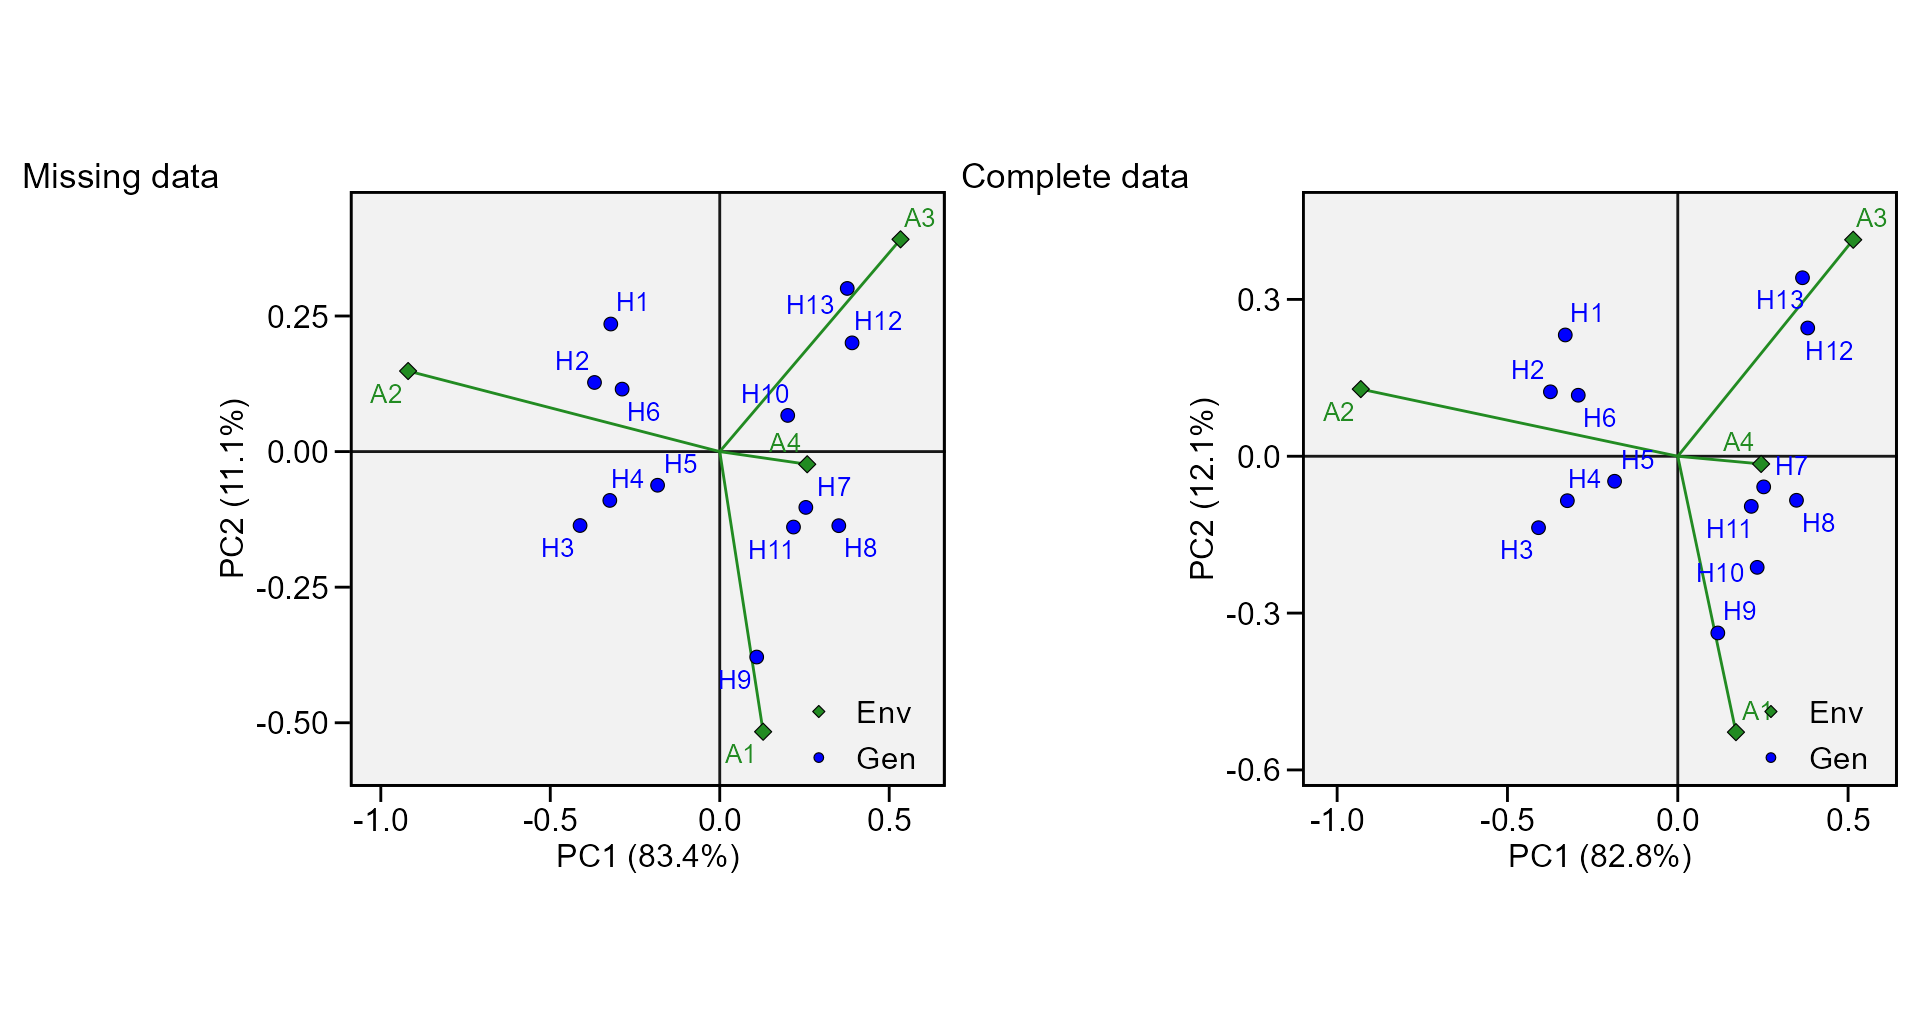 Missing data
A3
H13
H12
H1
0.25
H2
H6
A2
H10
A4
0.00
H5
H4
H7
H3
H11
H8
-0.25
H9
-0.50
A1
Env
Gen
-1.0
-0.5
0.0
0.5
PC1 (83.4%)
PC2 (11.1%)
Complete data
A3
0.3
H13
H1
H12
H2
A2
H6
A4
0.0
H5
H7
H4
H8
H11
H3
H10
H9
-0.3
A1
Env
Gen
-0.6
-1.0
-0.5
0.0
0.5
PC1 (82.8%)
PC2 (12.1%)